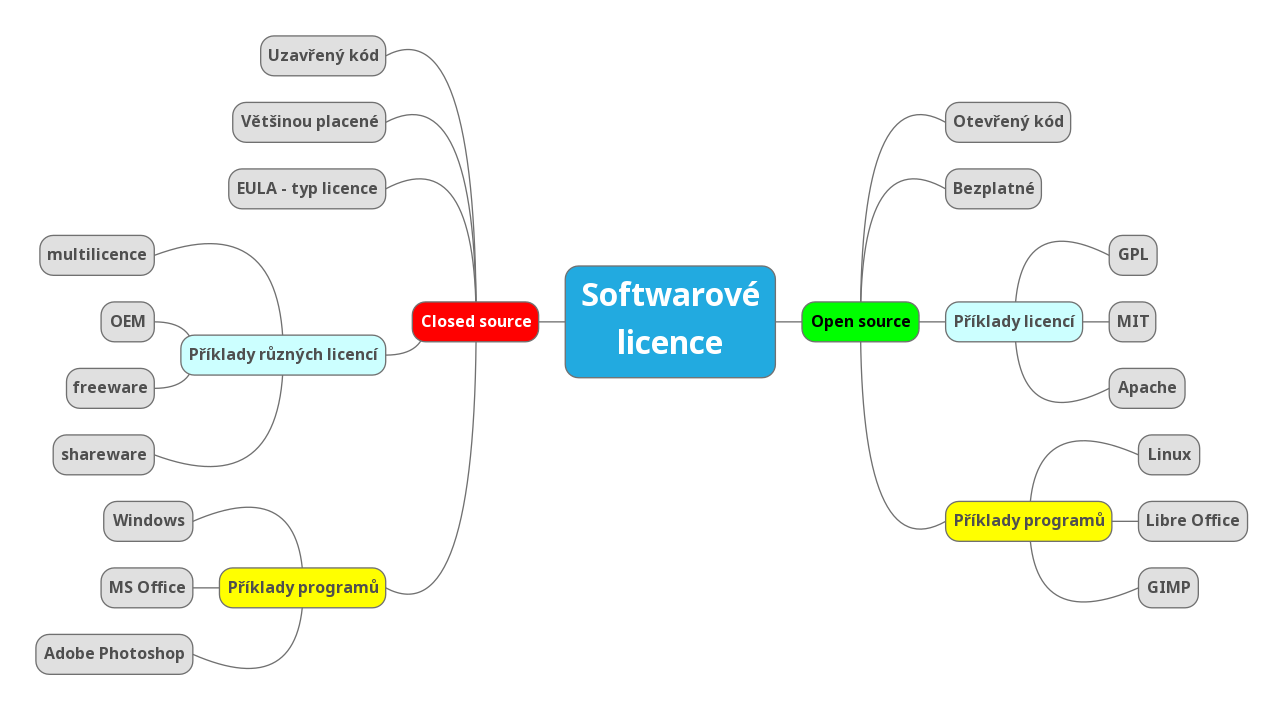 Softwarové
licence
Closed source
Uzavřený kód
Většinou placené
EULA - typ licence
Příklady různých licencí
multilicence
OEM
freeware
shareware
Příklady programů
Windows
MS Office
Adobe Photoshop
Open source
Otevřený kód
Bezplatné
Příklady licencí
GPL
MIT
Apache
Příklady programů
Linux
Libre Office
GIMP